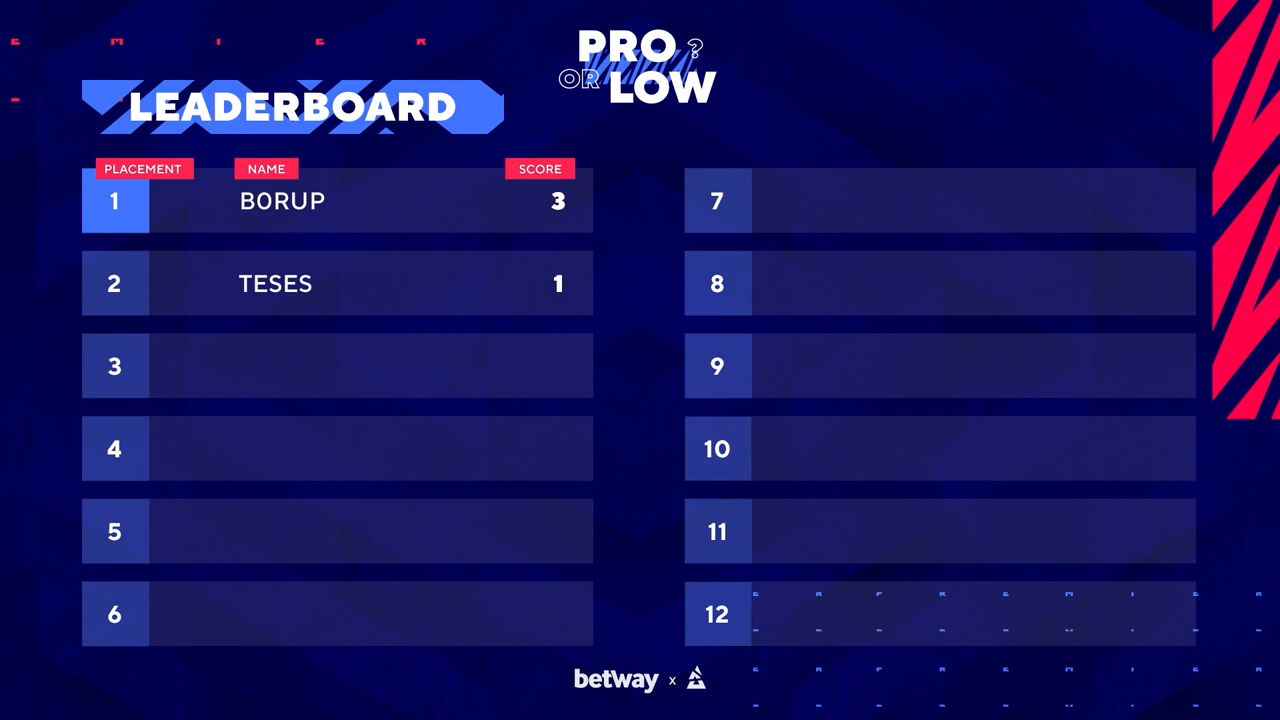 PRO ?
OR LOW
LEADERBOARD
PLACEMENT NAME SCORE
1 B0RUP 3
2 TESES 1
3
4
5
6
7
8
9
10
11
12
betway x